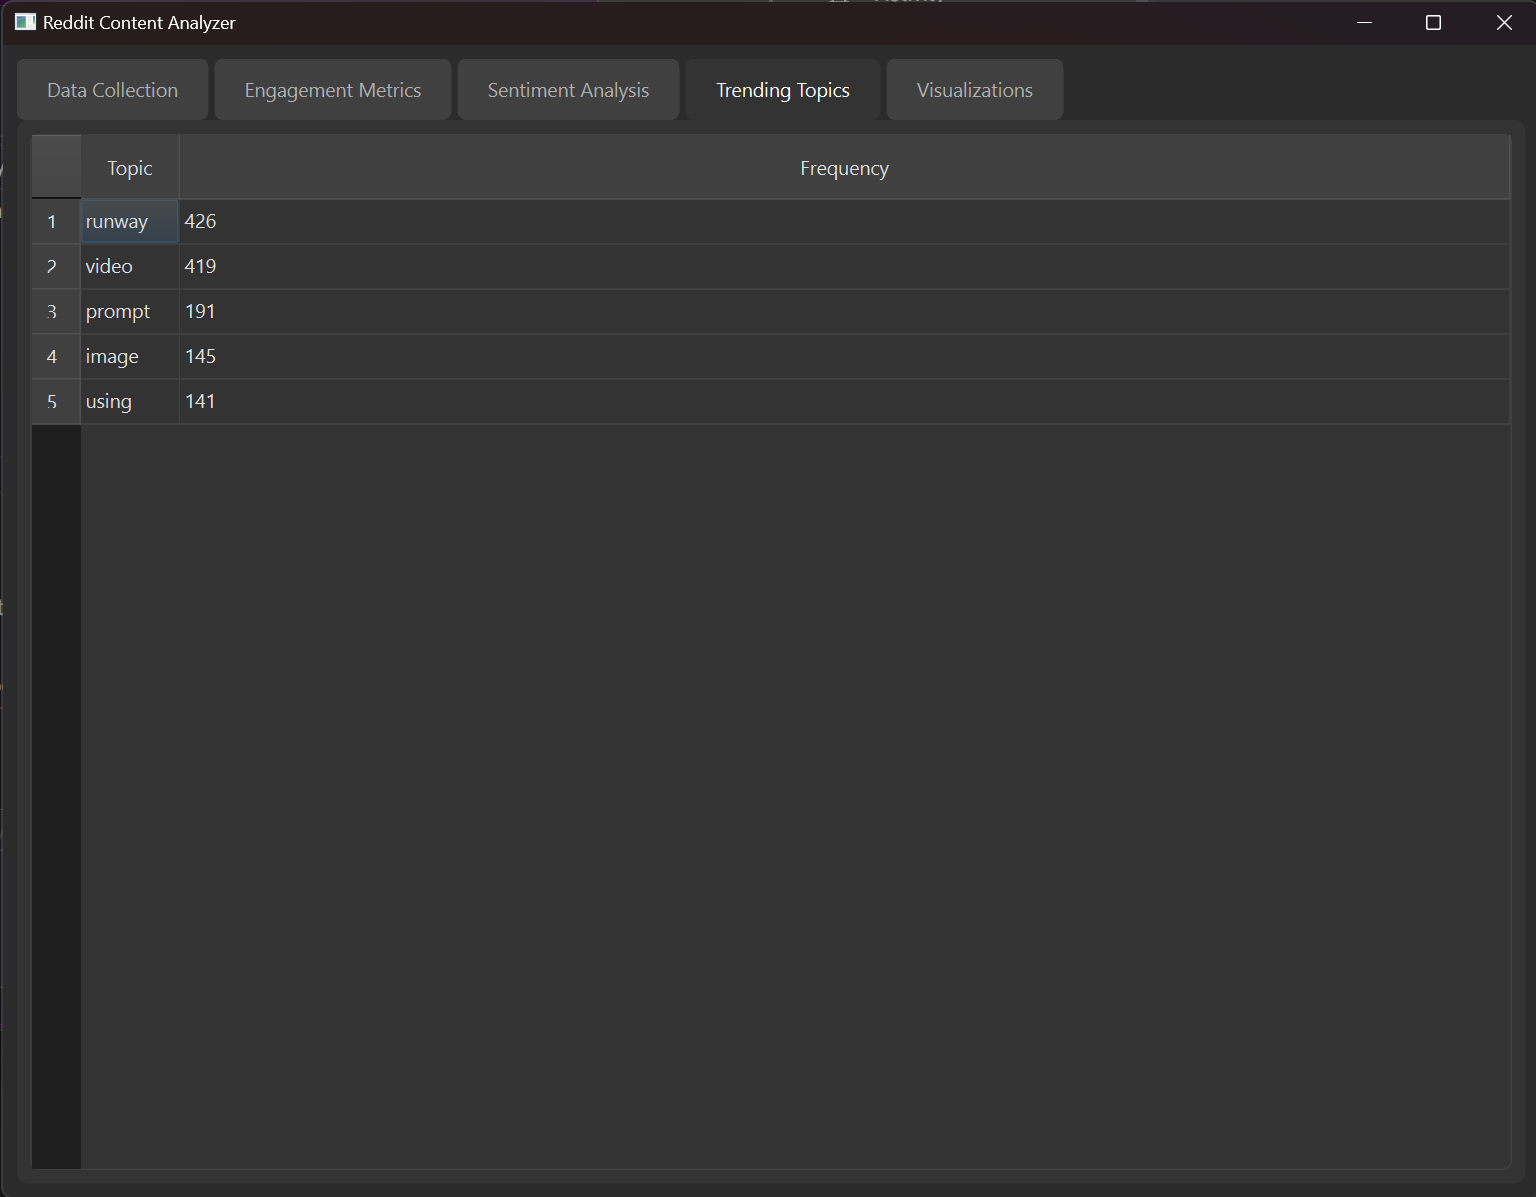 Reddit Content Analyzer
Data Collection Engagement Metrics Sentiment Analysis Trending Topics Visualizations
Topic Frequency
1 runway 426
2 video 419
3 prompt 191
4 image 145
5 using 141